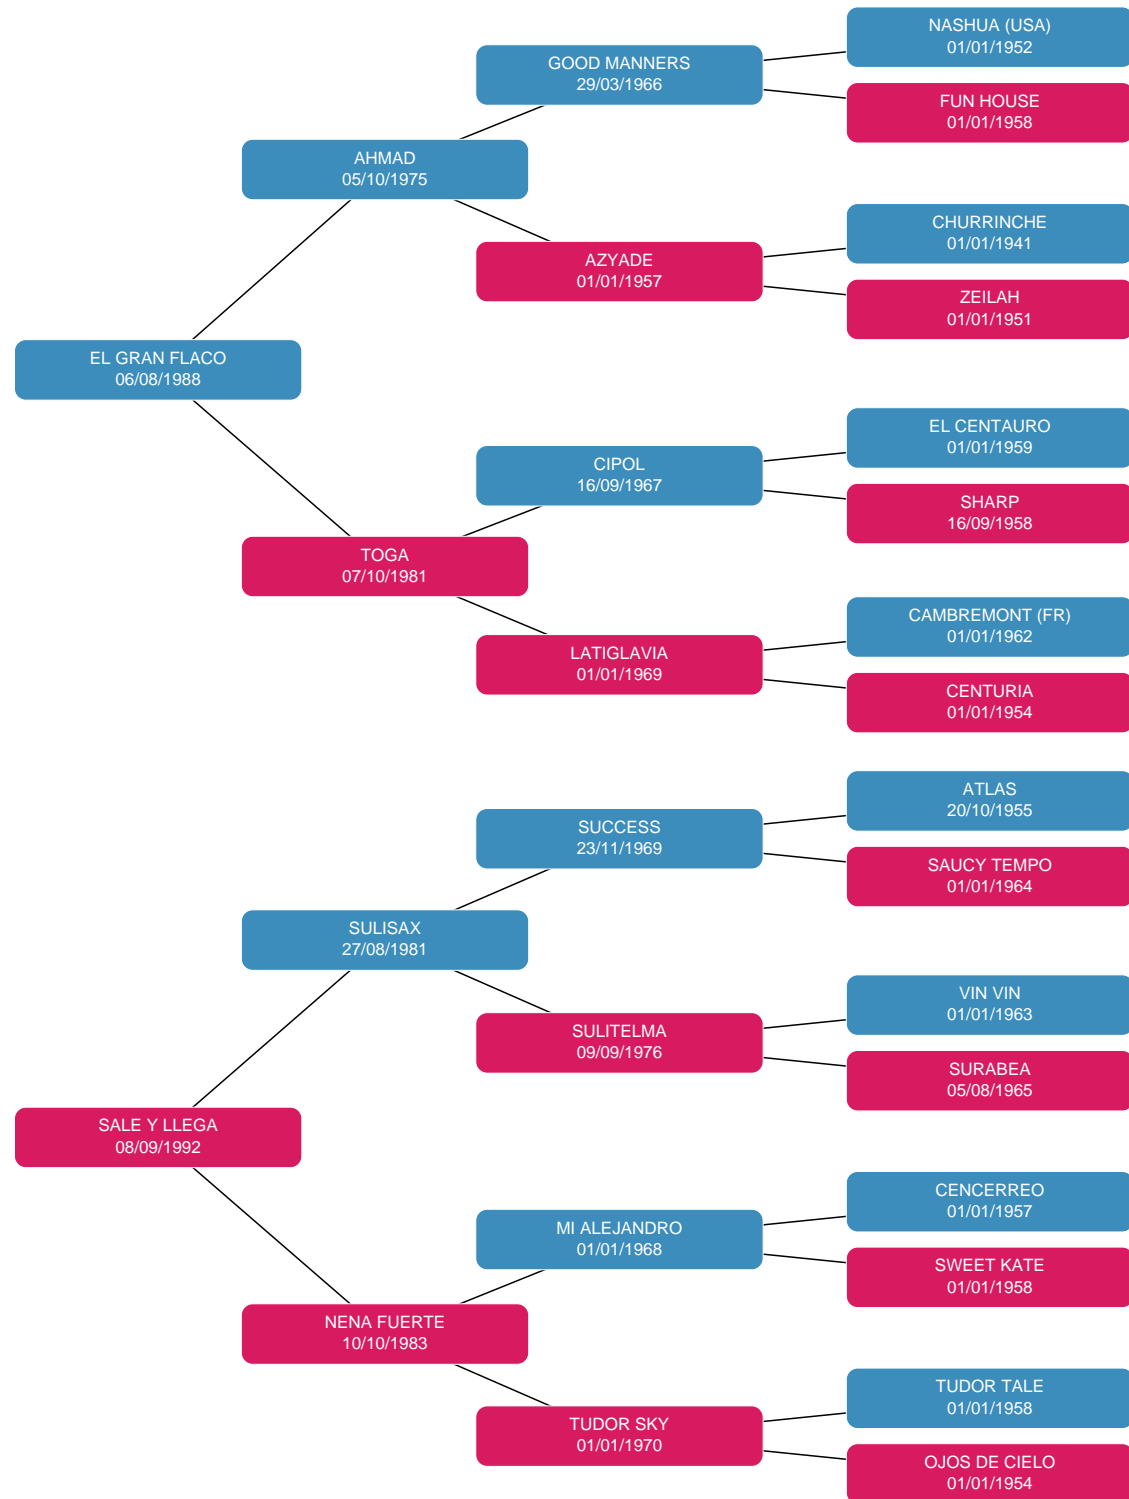 NASHUA (USA)
01/01/1952
GOOD MANNERS
29/03/1966
FUN HOUSE
01/01/1958
AHMAD
05/10/1975
CHURRINCHE
01/01/1941
AZYADE
01/01/1957
ZEILAH
01/01/1951
EL GRAN FLACO
06/08/1988
EL CENTAURO
01/01/1959
CIPOL
16/09/1967
SHARP
16/09/1958
TOGA
07/10/1981
CAMBREMONT (FR)
01/01/1962
LATIGLAVIA
01/01/1969
CENTURIA
01/01/1954
ATLAS
20/10/1955
SUCCESS
23/11/1969
SAUCY TEMPO
01/01/1964
SULISAX
27/08/1981
VIN VIN
01/01/1963
SULITELMA
09/09/1976
SURABEA
05/08/1965
SALE Y LLEGA
08/09/1992
CENCERREO
01/01/1957
MI ALEJANDRO
01/01/1968
SWEET KATE
01/01/1958
NENA FUERTE
10/10/1983
TUDOR TALE
01/01/1958
TUDOR SKY
01/01/1970
OJOS DE CIELO
01/01/1954